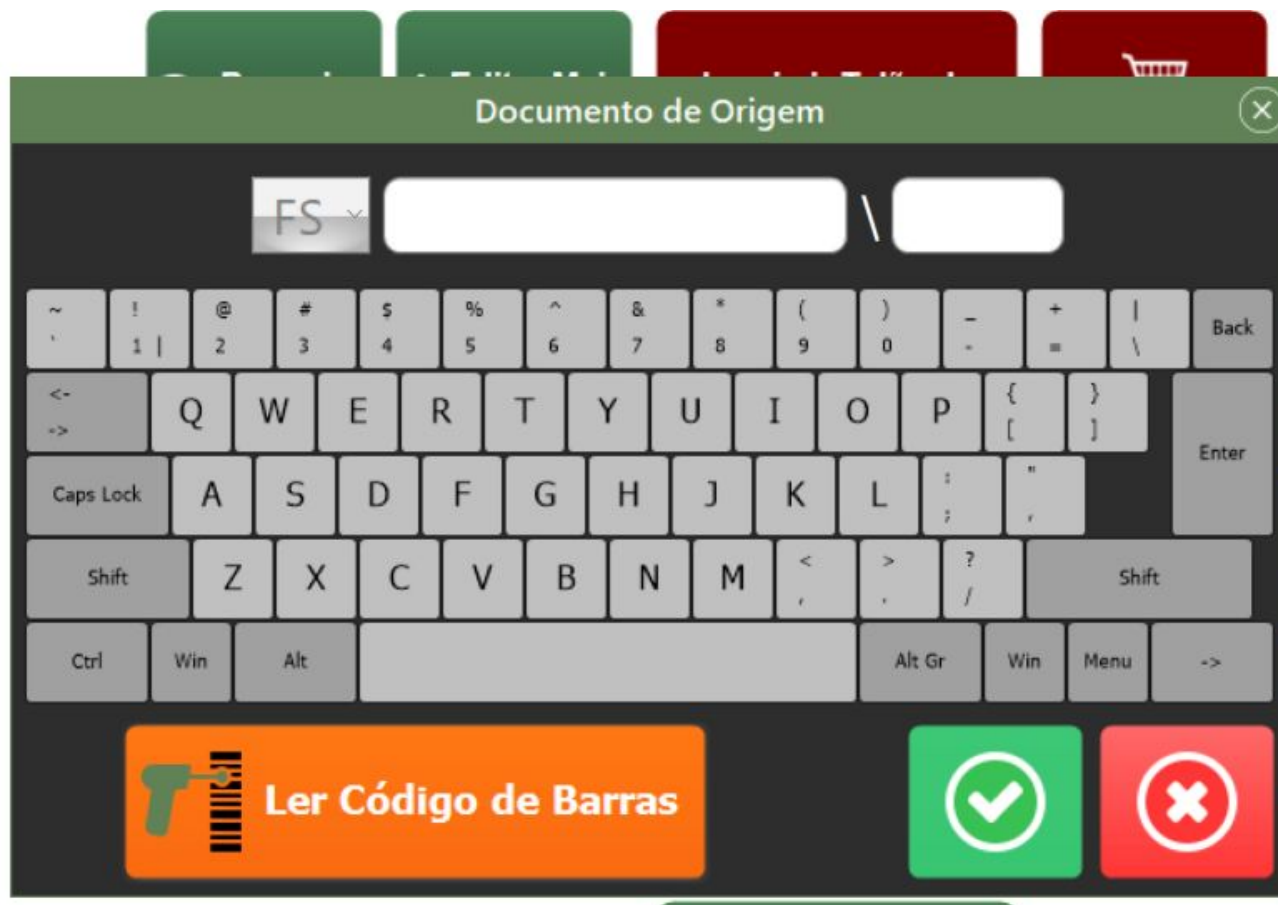 Documento de Origem
FS \
~ ! @ # $ % ^ & * ( ) _ + | Back
` 1 | 2 3 4 5 6 7 8 9 0 - = \
<- Q W E R T Y U I O P { }
-> [ ] Enter
Caps Lock A S D F G H J K L : "
; ,
Shift Z X C V B N M < > ? Shift
, . /
Ctrl Win Alt Alt Gr Win Menu ->
Ler Código de Barras